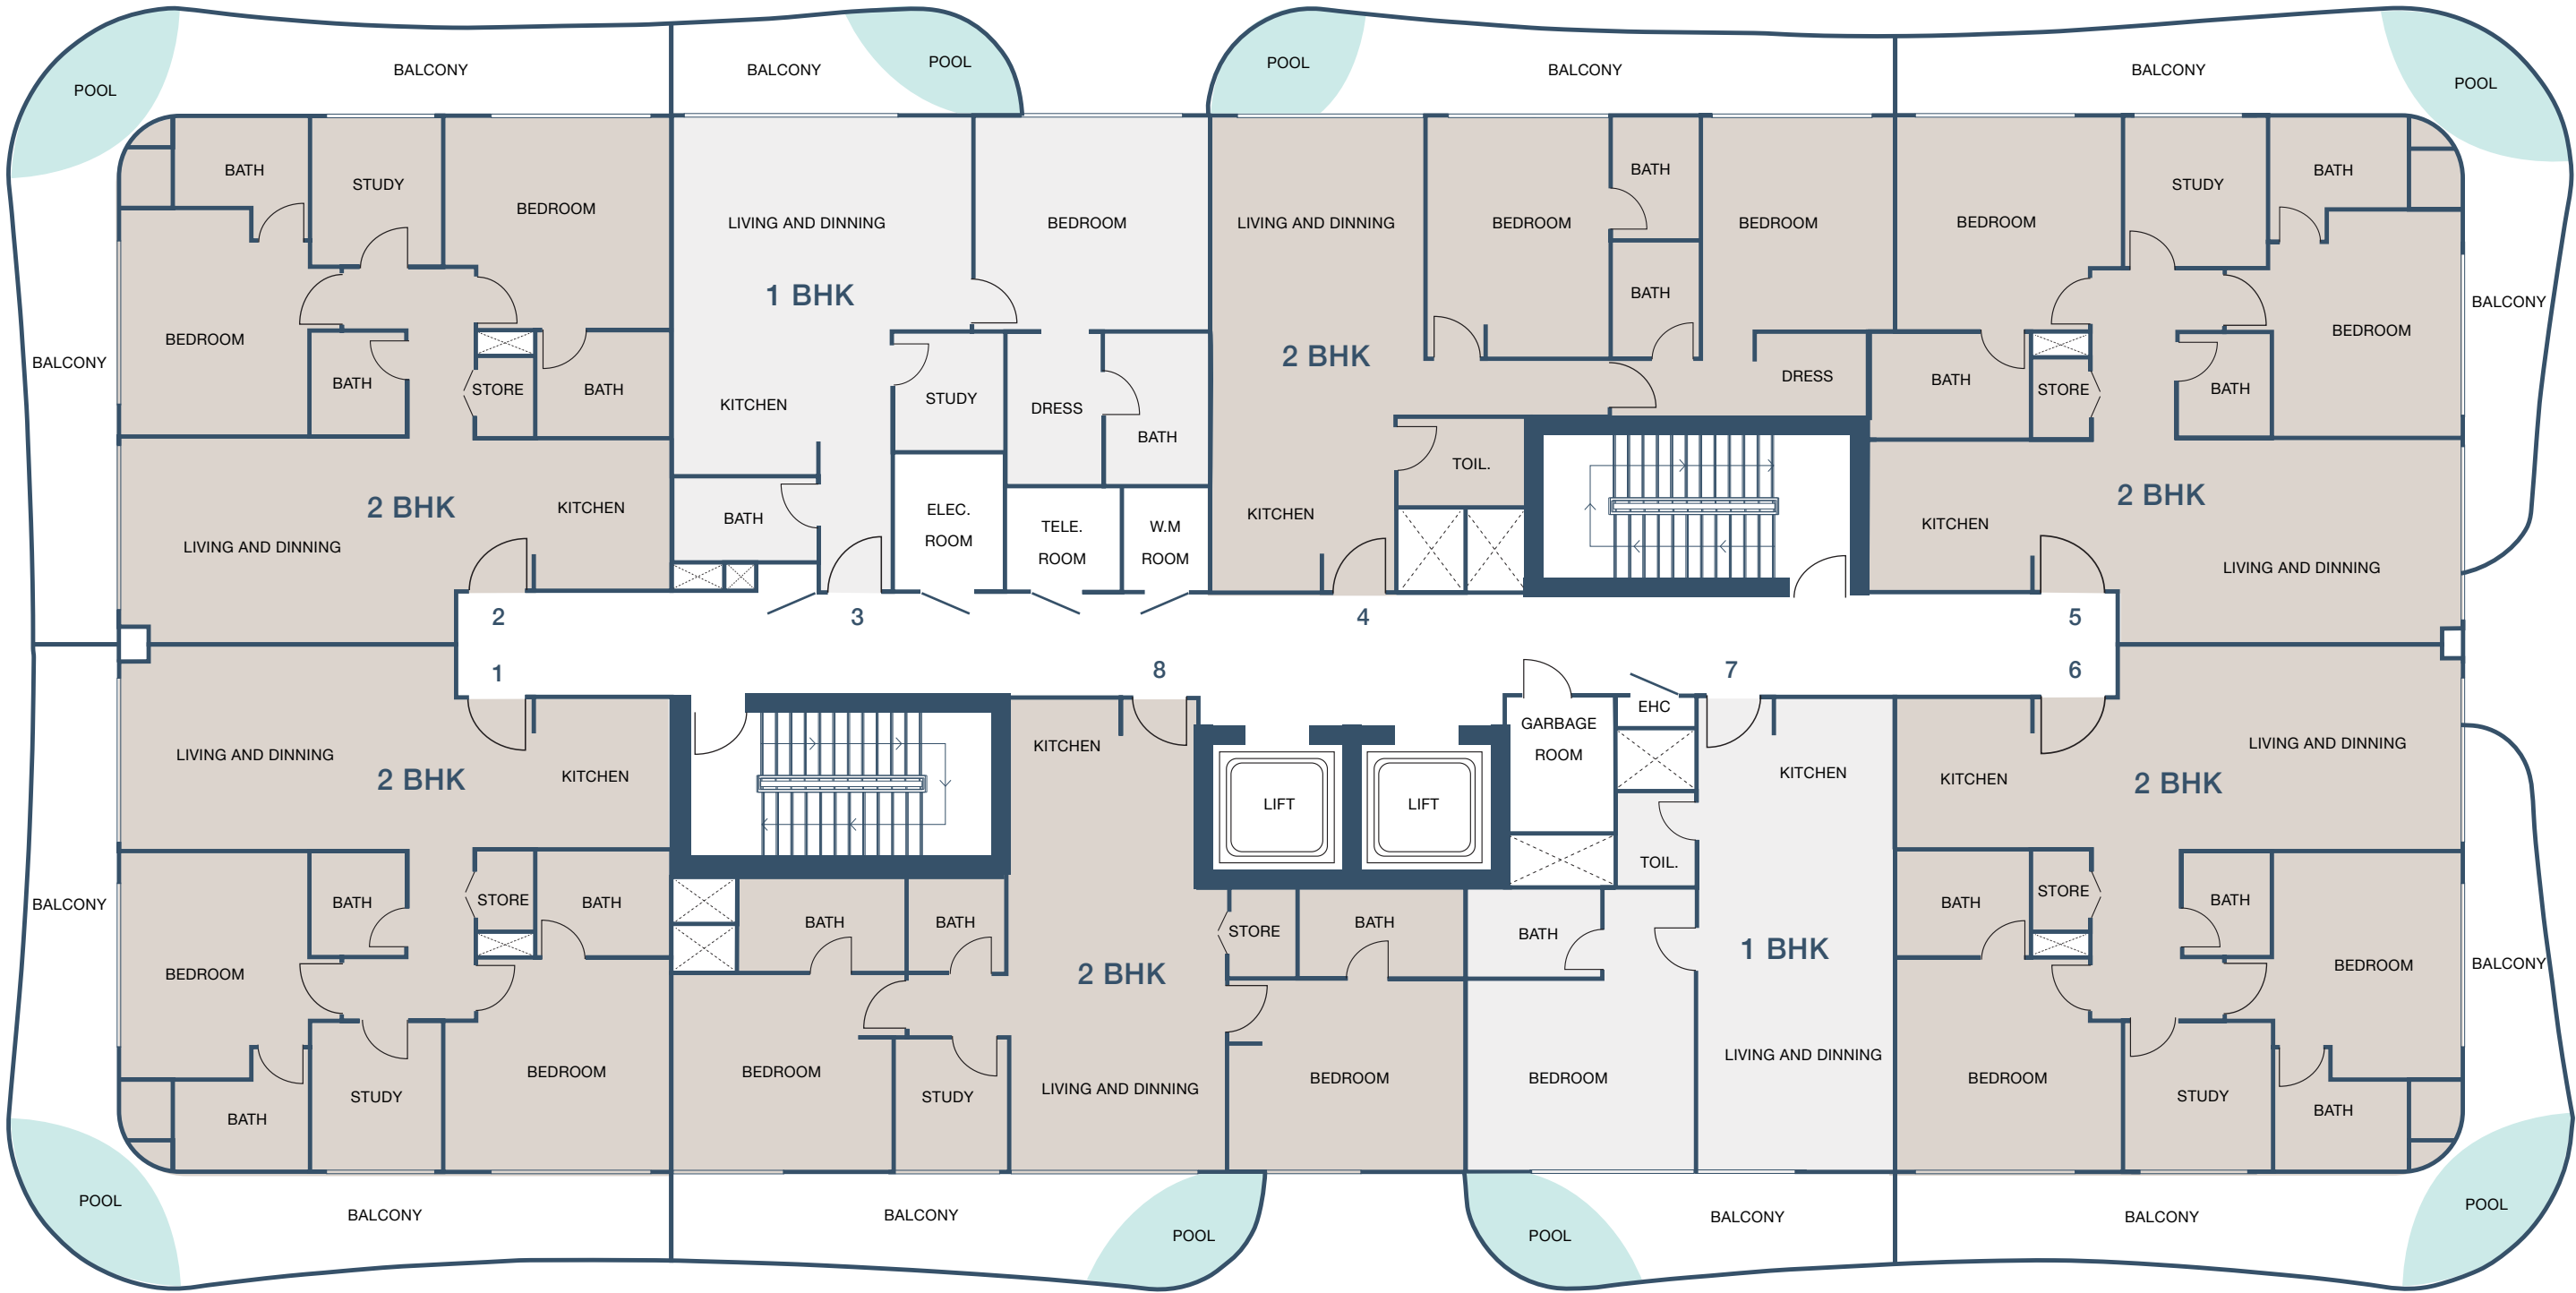 BALCONY
BALCONY
POOL
POOL
BALCONY
BALCONY
POOL
POOL
BATH
STUDY
BEDROOM
LIVING AND DINNING
BEDROOM
LIVING AND DINNING
BEDROOM
BATH
BEDROOM
BEDROOM
STUDY
BATH
1 BHK
BATH
BALCONY
BEDROOM
2 BHK
BEDROOM
BALCONY
BATH
STORE
BATH
KITCHEN
STUDY
DRESS
BATH
DRESS
BATH
STORE
BATH
TOIL.
2 BHK
KITCHEN
LIVING AND DINNING
BATH
ELEC.
ROOM
TELE.
ROOM
W.M
ROOM
KITCHEN
2 BHK
KITCHEN
LIVING AND DINNING
2
3
4
5
1
8
7
6
LIVING AND DINNING
2 BHK
KITCHEN
KITCHEN
LIFT
LIFT
GARBAGE
ROOM
EHC
TOIL.
KITCHEN
KITCHEN
2 BHK
LIVING AND DINNING
BALCONY
BATH
STORE
BATH
BATH
BATH
STORE
BATH
BATH
BATH
STORE
BATH
BEDROOM
2 BHK
1 BHK
BEDROOM
BALCONY
BEDROOM
BEDROOM
STUDY
LIVING AND DINNING
BEDROOM
BEDROOM
LIVING AND DINNING
BEDROOM
STUDY
BATH
STUDY
BATH
POOL
BALCONY
BALCONY
POOL
POOL
BALCONY
BALCONY
POOL